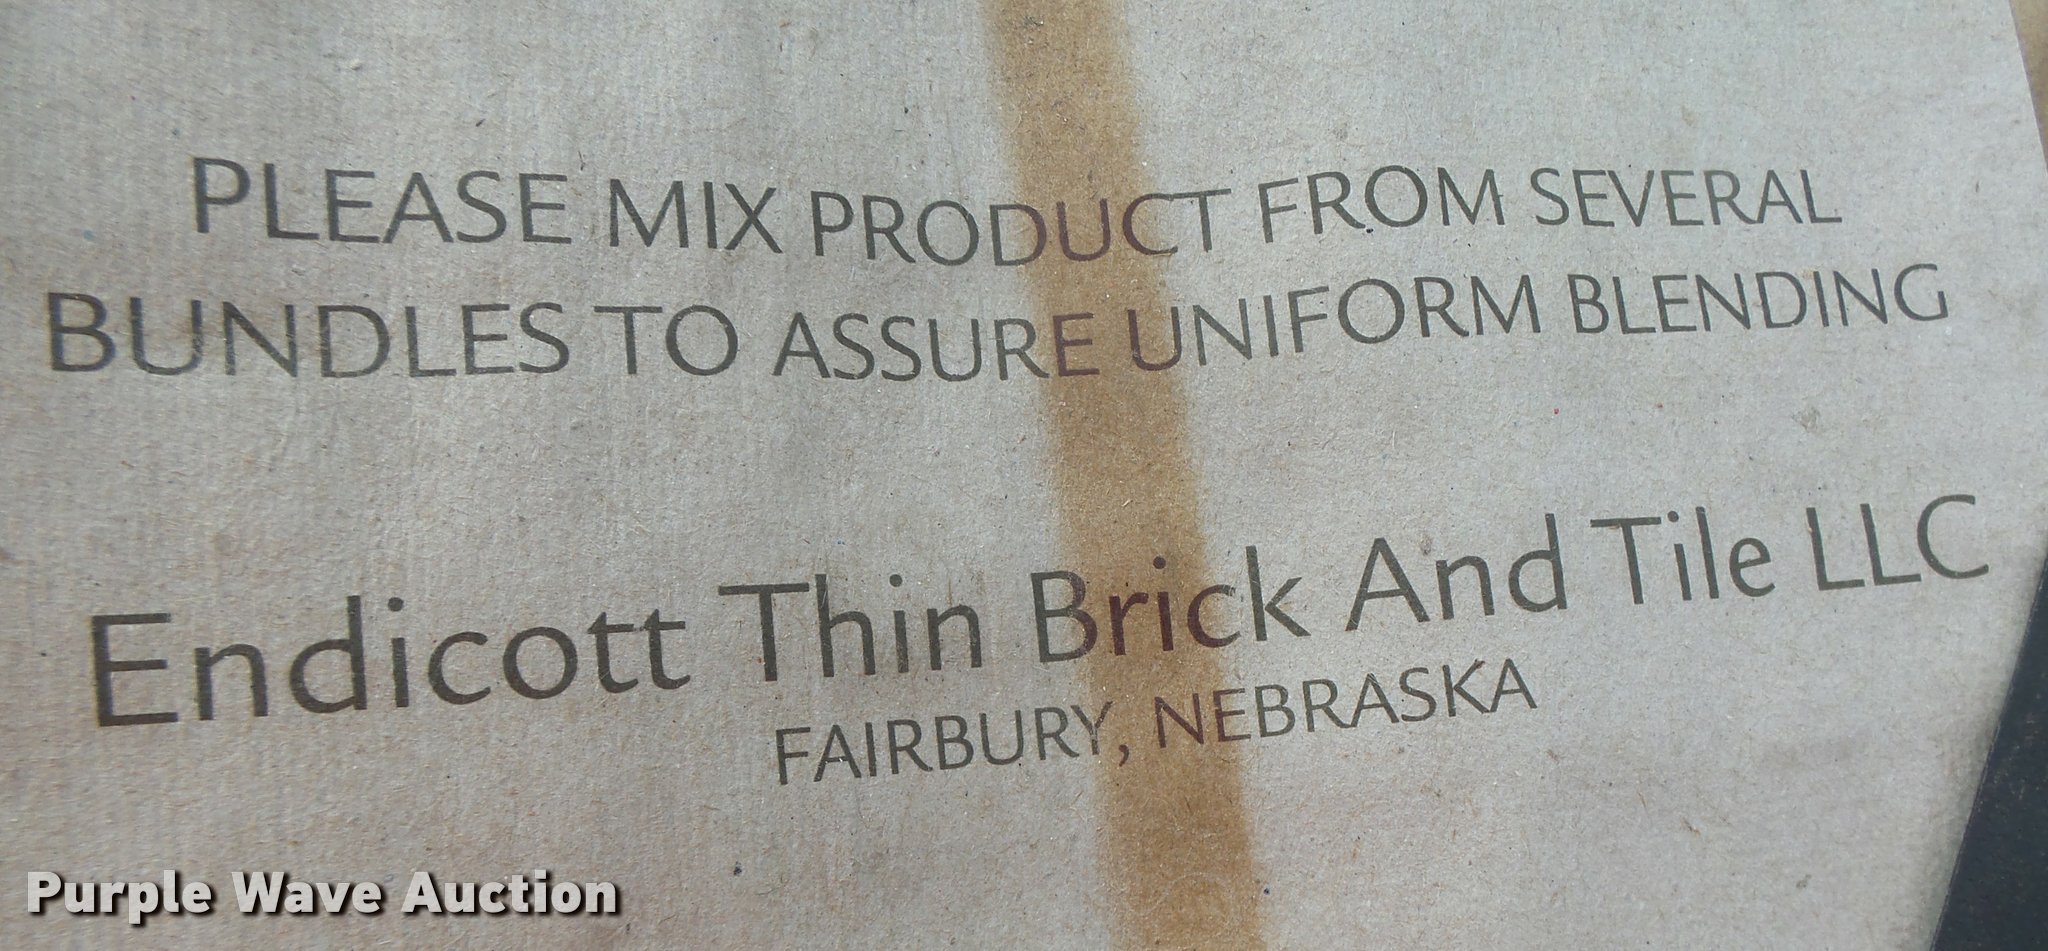 PLEASE MIX PRODUCT FROM SEVERAL
BUNDLES TO ASSURE UNIFORM BLENDING
Endicott Thin Brick And Tile LLC
FAIRBURY, NEBRASKA
Purple Wave Auction